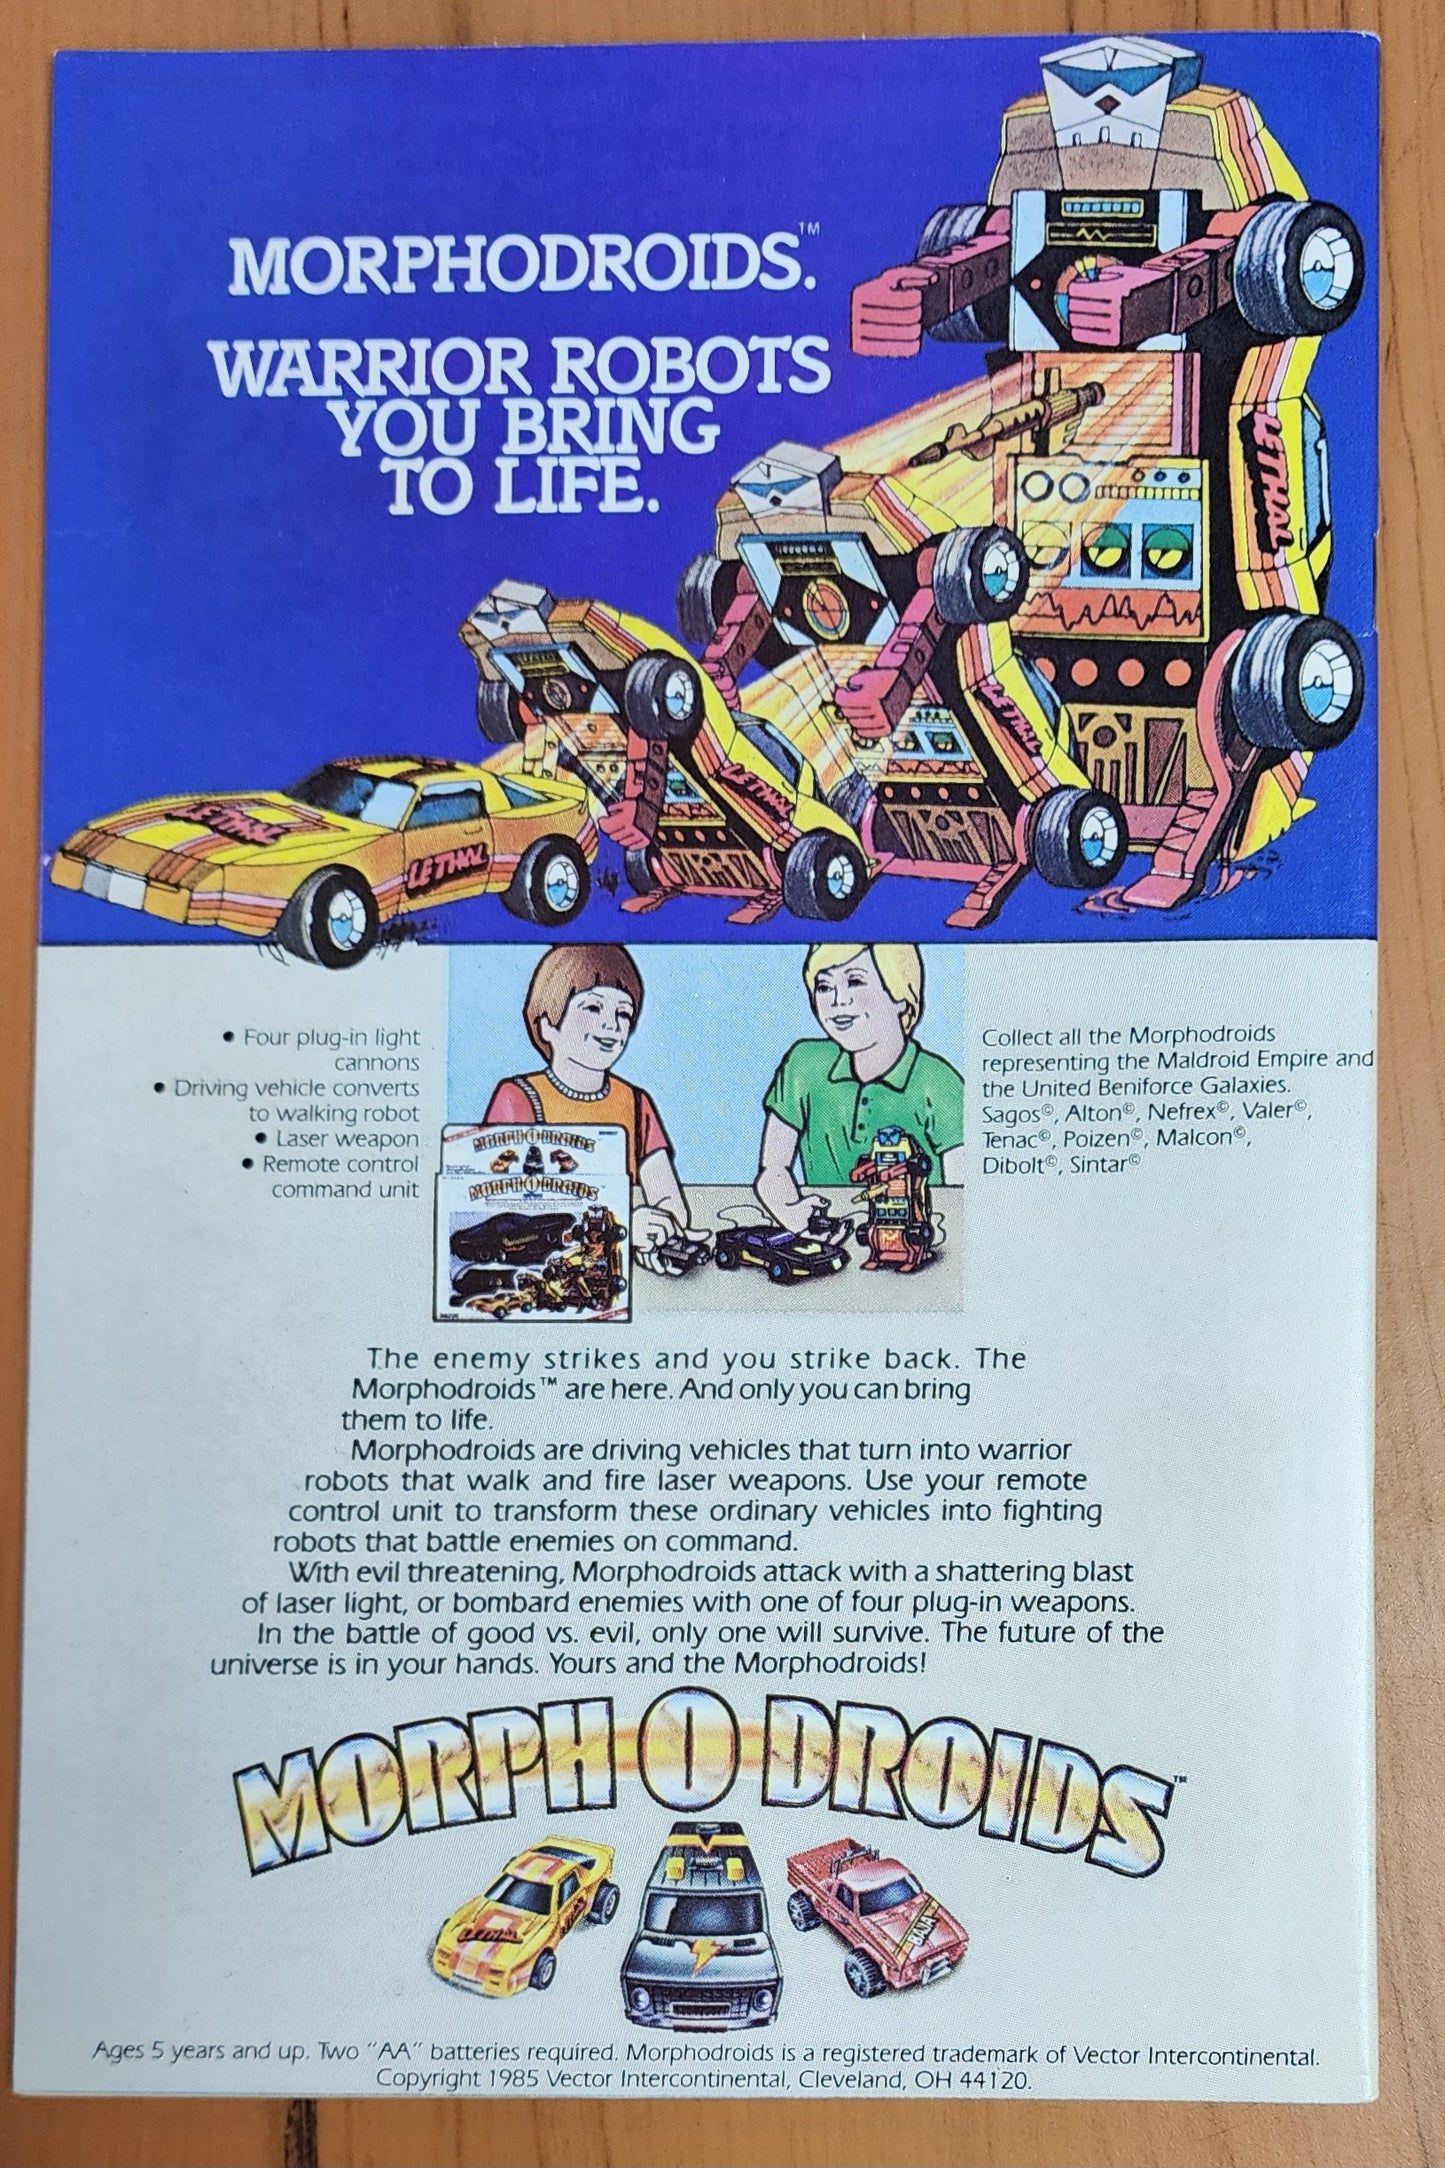 MORPHODROIDS.™
WARRIOR ROBOTS
YOU BRING
TO LIFE.
LETHAL
LETHAL
LETHAL
LETHAL
LETHAL
• Four plug-in light
cannons
• Driving vehicle converts
to walking robot
• Laser weapon
• Remote control
command unit
MORPH-O-DROIDS
MORPH-O-DROIDS
Collect all the Morphodroids
representing the Maldroid Empire and
the United Beniforce Galaxies.
Sagos©, Alton©, Nefrex©, Valer©,
Tenac©, Poizen©, Malcon©,
Dibolt©, Sintar©
The enemy strikes and you strike back. The
Morphodroids™ are here. And only you can bring
them to life.
Morphodroids are driving vehicles that turn into warrior
robots that walk and fire laser weapons. Use your remote
control unit to transform these ordinary vehicles into fighting
robots that battle enemies on command.
With evil threatening, Morphodroids attack with a shattering blast
of laser light, or bombard enemies with one of four plug-in weapons.
In the battle of good vs. evil, only one will survive. The future of the
universe is in your hands. Yours and the Morphodroids!
MORPH-O-DROIDS™
LETHAL
BAJA
Ages 5 years and up. Two "AA" batteries required. Morphodroids is a registered trademark of Vector Intercontinental.
Copyright 1985 Vector Intercontinental, Cleveland, OH 44120.